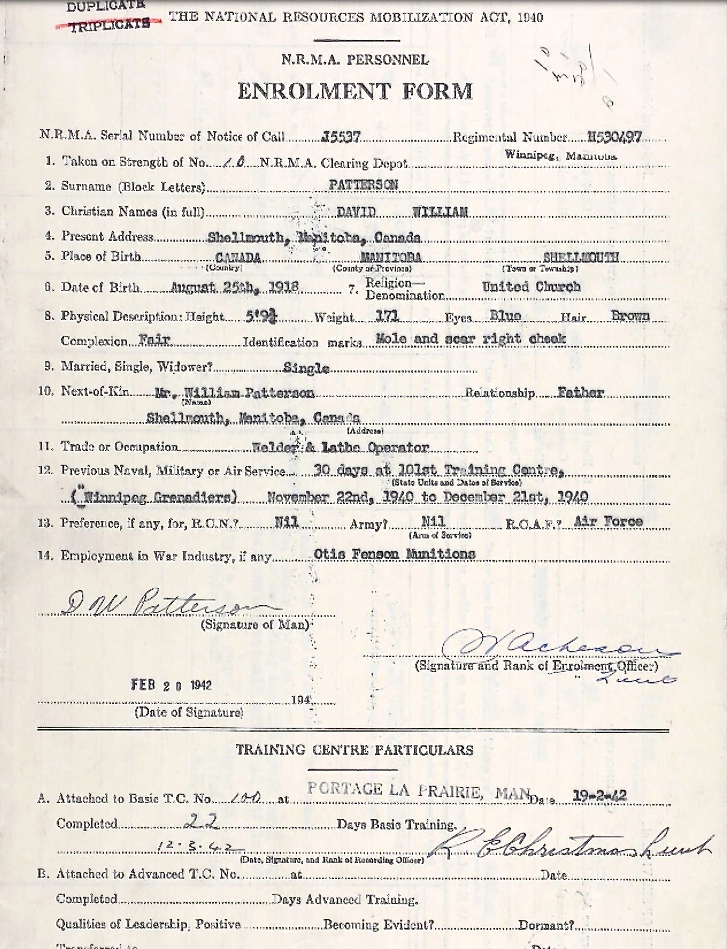 DUPLICATE
TRIPLICATE THE NATIONAL RESOURCES MOBILIZATION ACT, 1940
N.R.M.A. PERSONNEL
ENROLMENT FORM
N.R.M.A. Serial Number of Notice of Call J5537 Regimental Number H530497
1. Taken on Strength of No. 10 N.R.M.A. Clearing Depot Winnipeg, Manitoba
2. Surname (Block Letters) PATTERSON
3. Christian Names (in full) DAVID WILLIAM
4. Present Address Shellmouth, Manitoba, Canada
5. Place of Birth CANADA MANITOBA SHELLMOUTH
(Country) (County or Province) (Town or Township)
6. Date of Birth August 25th, 1918 7. Religion—Denomination United Church
8. Physical Description: Height 5'9¾ Weight 171 Eyes Blue Hair Brown
Complexion Fair Identification marks Mole and scar right cheek
9. Married, Single, Widower? Single
10. Next-of-Kin Mr. William Patterson Relationship Father
(Name)
Shellmouth, Manitoba, Canada
(Address)
11. Trade or Occupation Welder & Lathe Operator
12. Previous Naval, Military or Air Service 30 days at 101st Training Centre,
(State Units and Dates of Service)
(Winnipeg Grenadiers) November 22nd, 1940 to December 21st, 1940
13. Preference, if any, for, R.C.N.? Nil Army? Nil R.C.A.F.? Air Force
(Arm of Service)
14. Employment in War Industry, if any Otis Fenson Munitions
D W Patterson
(Signature of Man)
Acheson
(Signature and Rank of Enrolment Officer)
Lieut
FEB 20 1942
194
(Date of Signature)
TRAINING CENTRE PARTICULARS
A. Attached to Basic T.C. No. 100 at PORTAGE LA PRAIRIE, MAN. Date 19-2-42
Completed 22 Days Basic Training.
12-3-42 R E Christmas Lieut
(Date, Signature, and Rank of Recording Officer)
B. Attached to Advanced T.C. No. at Date
Completed Days Advanced Training.
Qualities of Leadership, Positive Becoming Evident? Dormant?
Transferred to Date